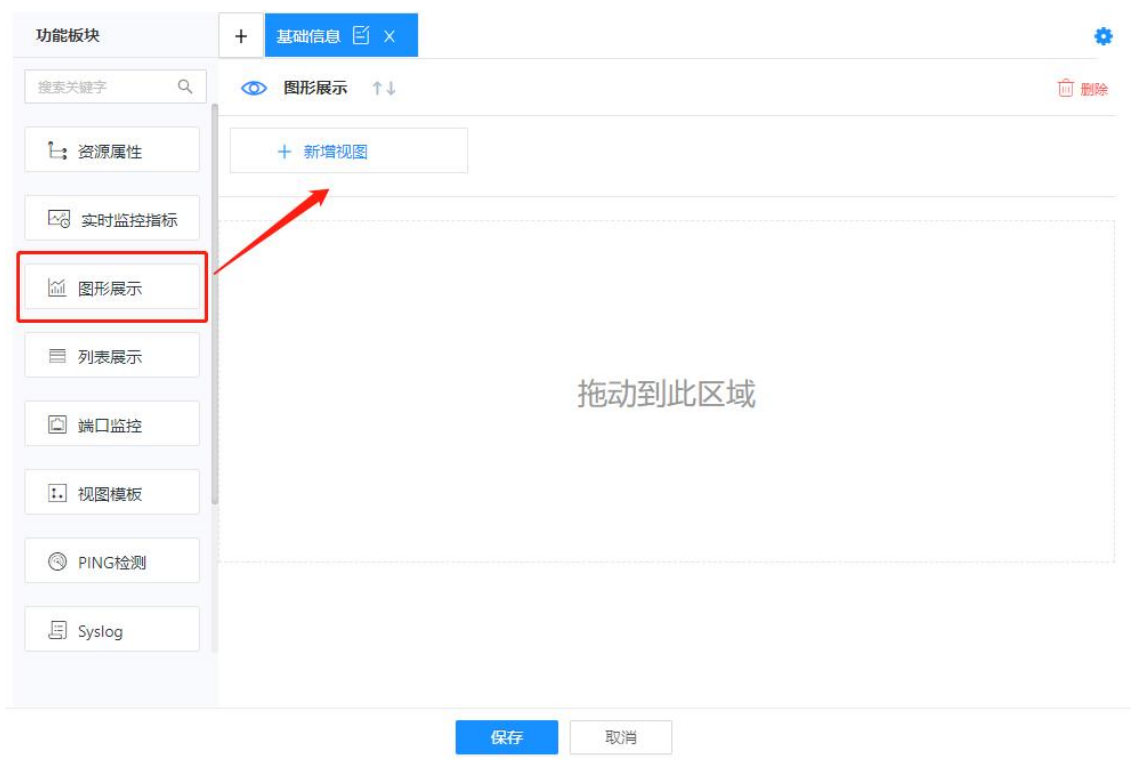 功能板块
+ 基础信息 X
搜索关键字
图形展示 ↑↓ 删除
资源属性
+ 新增视图
实时监控指标
图形展示
列表展示
拖动到此区域
端口监控
视图模板
PING检测
Syslog
保存 取消